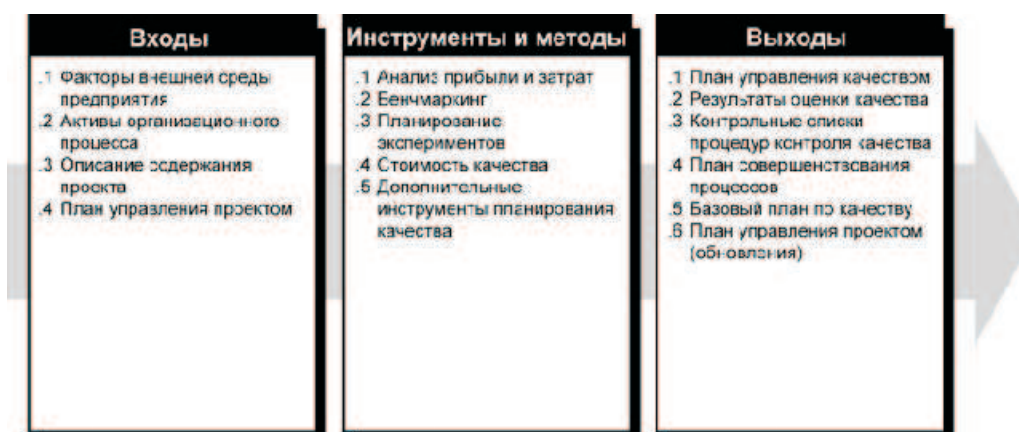 Входы
.1 Факторы внешней среды
предприятия
.2 Активы организационного
процесса
.3 Описание содержания
проекта
.4 План управления проектом
Инструменты и методы
.1 Анализ прибыли и затрат
.2 Бенчмаркинг
.3 Планирование
экспериментов
.4 Стоимость качества
.5 Дополнительные
инструменты планирования
качества
Выходы
.1 План управления качеством
.2 Результаты оценки качества
.3 Контрольные списки
процедур контроля качества
.4 План совершенствования
процессов
.5 Базовый план по качеству
.6 План управления проектом
(обновления)